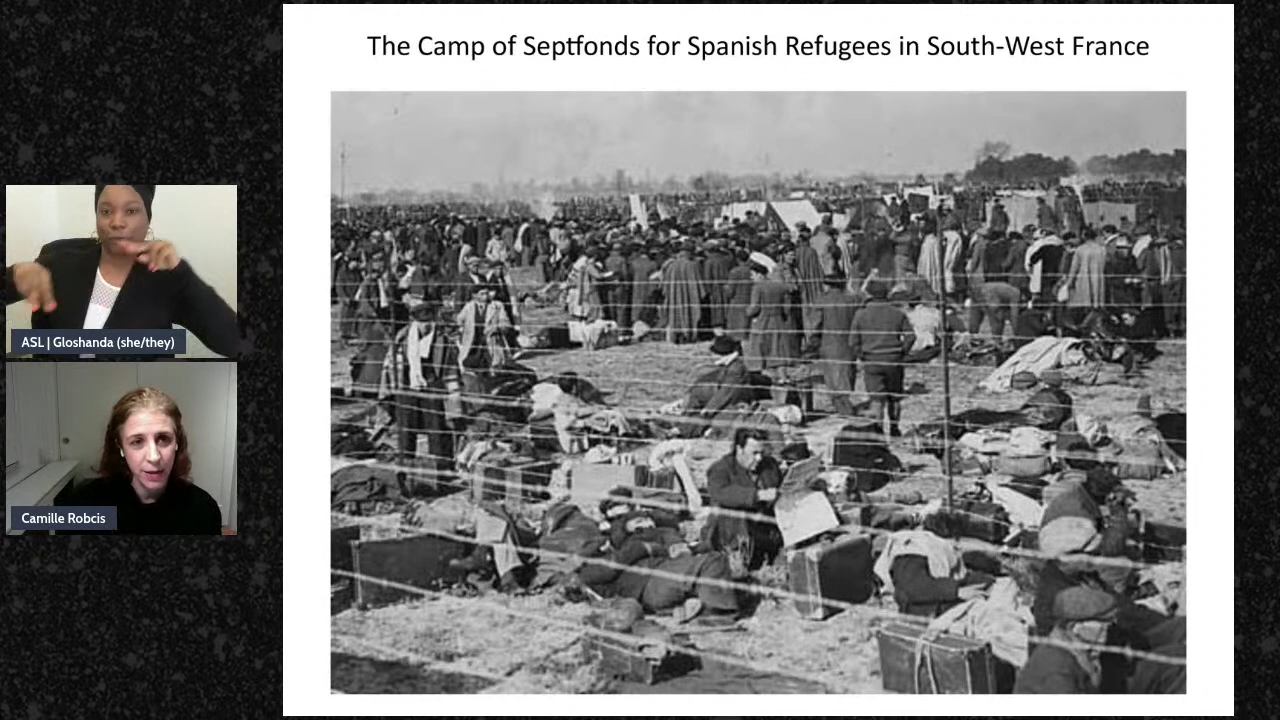 The Camp of Septfonds for Spanish Refugees in South-West France
ASL | Gloshanda (she/they)
Camille Robcis